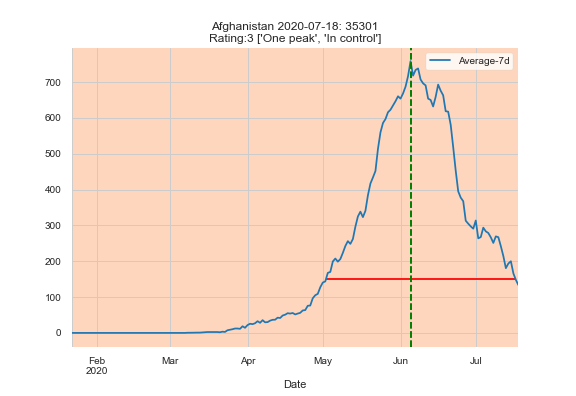 Afghanistan 2020-07-18: 35301
Rating:3 ['One peak', 'In control']
Average-7d
700
600
500
400
300
200
100
0
Feb
2020
Mar
Apr
May
Jun
Jul
Date